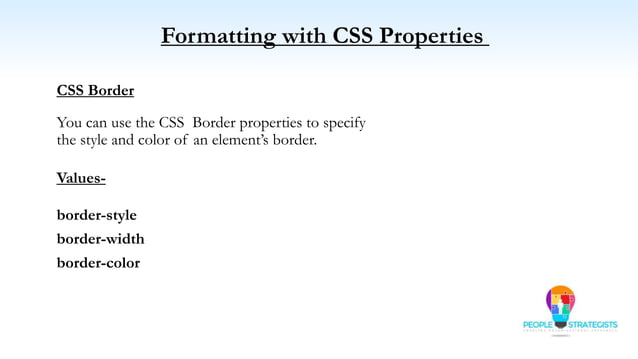 Formatting with CSS Properties
CSS Border
You can use the CSS Border properties to specify
the style and color of an element’s border.
Values-
border-style
border-width
border-color
PEOPLE STRATEGISTS